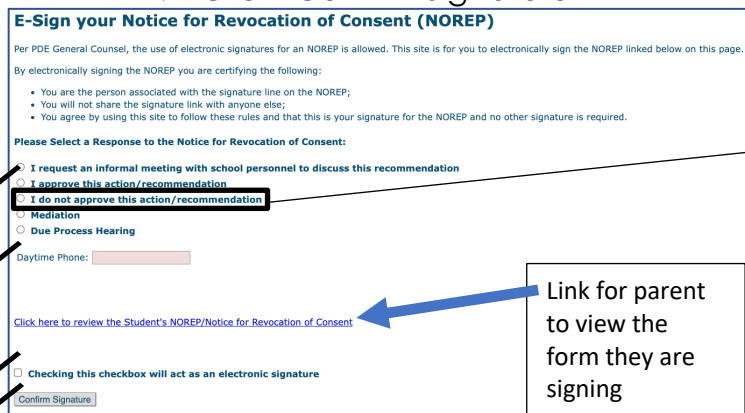 E-Sign your Notice for Revocation of Consent (NOREP)
Per PDE General Counsel, the use of electronic signatures for an NOREP is allowed. This site is for you to electronically sign the NOREP linked below on this page.
By electronically signing the NOREP you are certifying the following:
• You are the person associated with the signature line on the NOREP;
• You will not share the signature link with anyone else;
• You agree by using this site to follow these rules and that this is your signature for the NOREP and no other signature is required.
Please Select a Response to the Notice for Revocation of Consent:
I request an informal meeting with school personnel to discuss this recommendation
I approve this action/recommendation
I do not approve this action/recommendation
Mediation
Due Process Hearing
Daytime Phone:
Click here to review the Student's NOREP/Notice for Revocation of Consent
Link for parent
to view the
form they are
signing
Checking this checkbox will act as an electronic signature
Confirm Signature